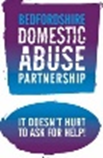 BEDFORDSHIRE
DOMESTIC
ABUSE
PARTNERSHIP
IT DOESN'T HURT
TO ASK FOR HELP!